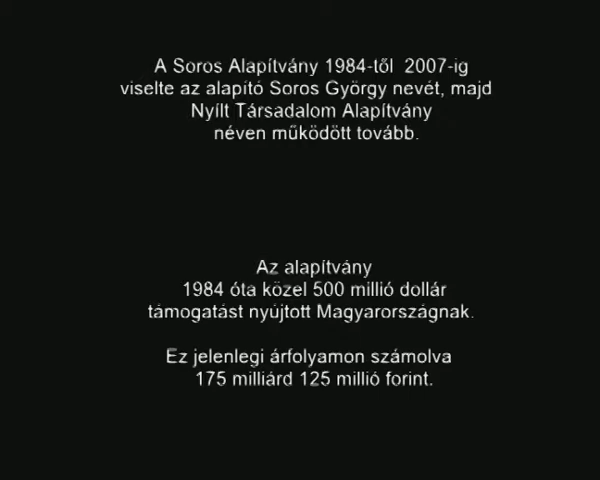 A Soros Alapítvány 1984-től 2007-ig
viselte az alapító Soros György nevét, majd
Nyílt Társadalom Alapítvány
néven működött tovább.
Az alapítvány
1984 óta közel 500 millió dollár
támogatást nyújtott Magyarországnak.
Ez jelenlegi árfolyamon számolva
175 milliárd 125 millió forint.